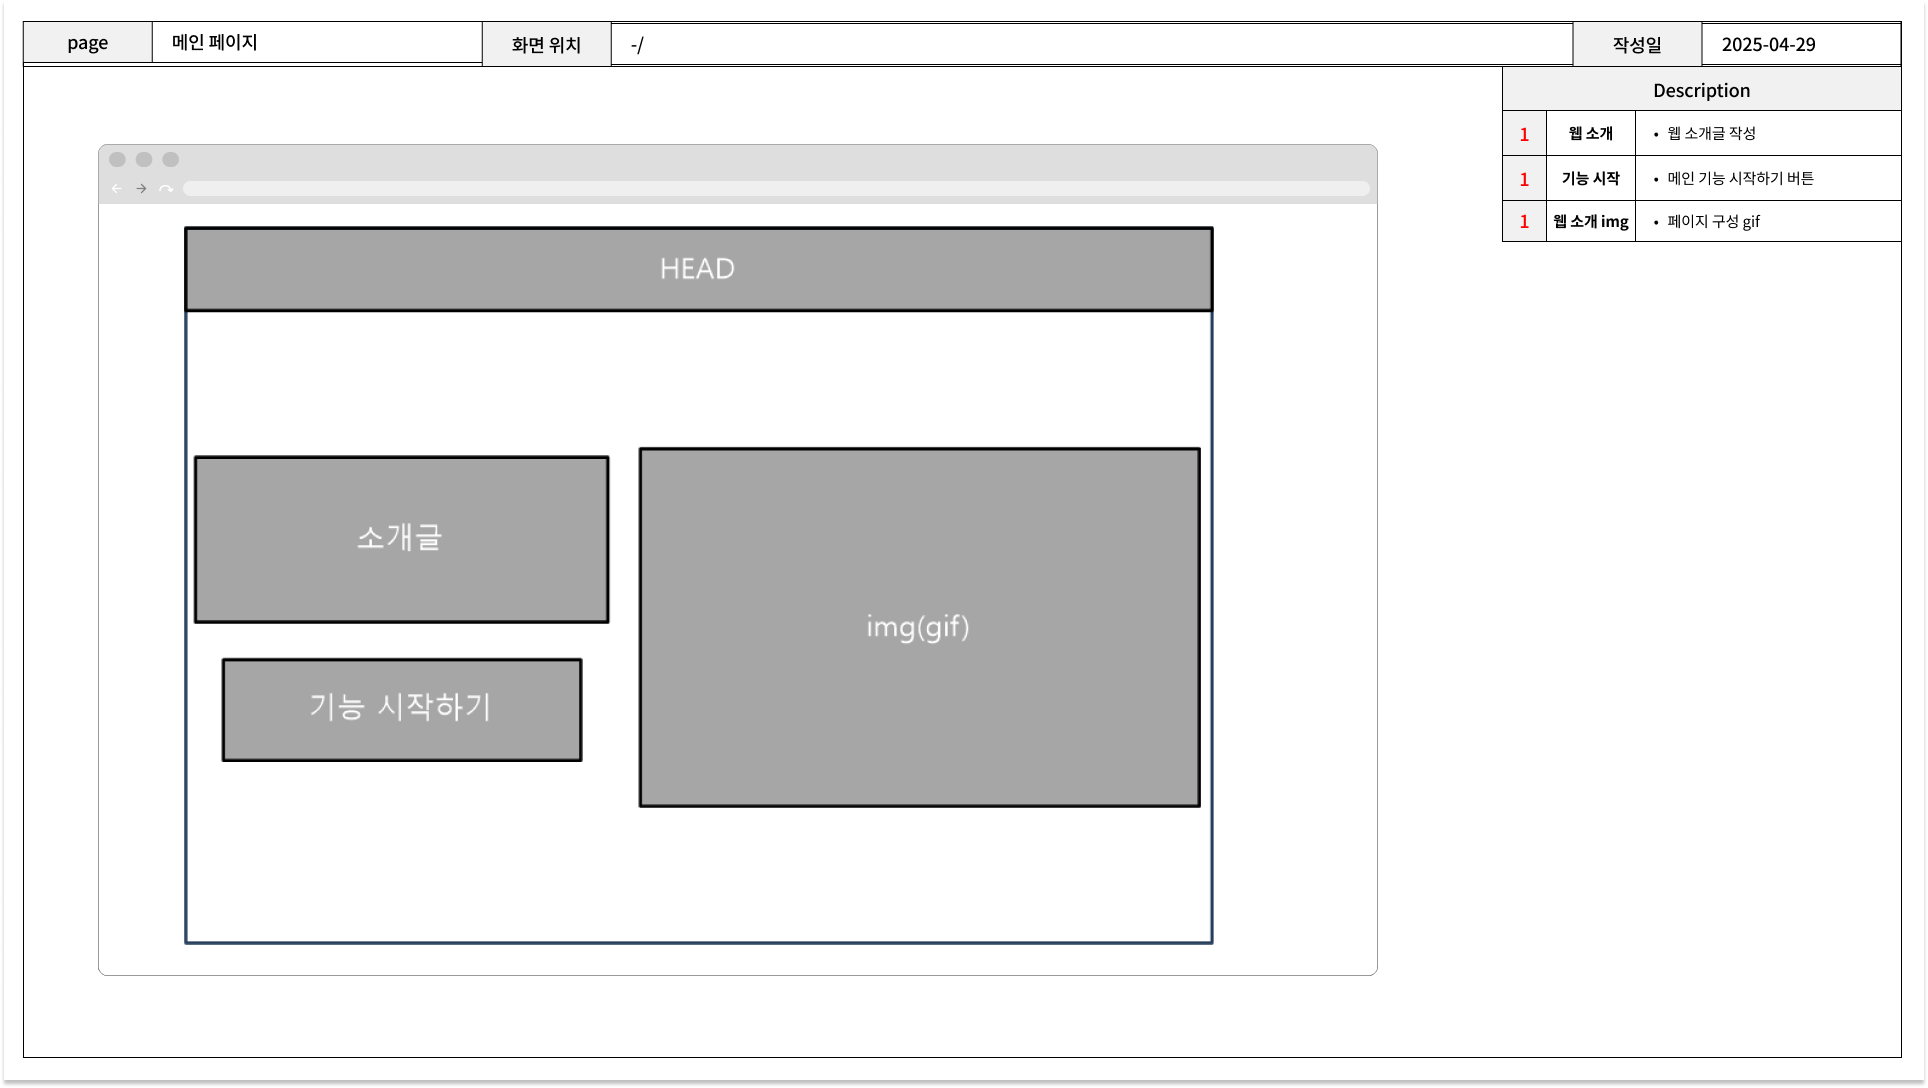 page 메인 페이지 화면 위치 -/ 작성일 2025-04-29
Description
1 웹 소개 • 웹 소개글 작성
1 기능 시작 • 메인 기능 시작하기 버튼
1 웹 소개 img • 페이지 구성 gif
HEAD
소개글
기능 시작하기
img(gif)